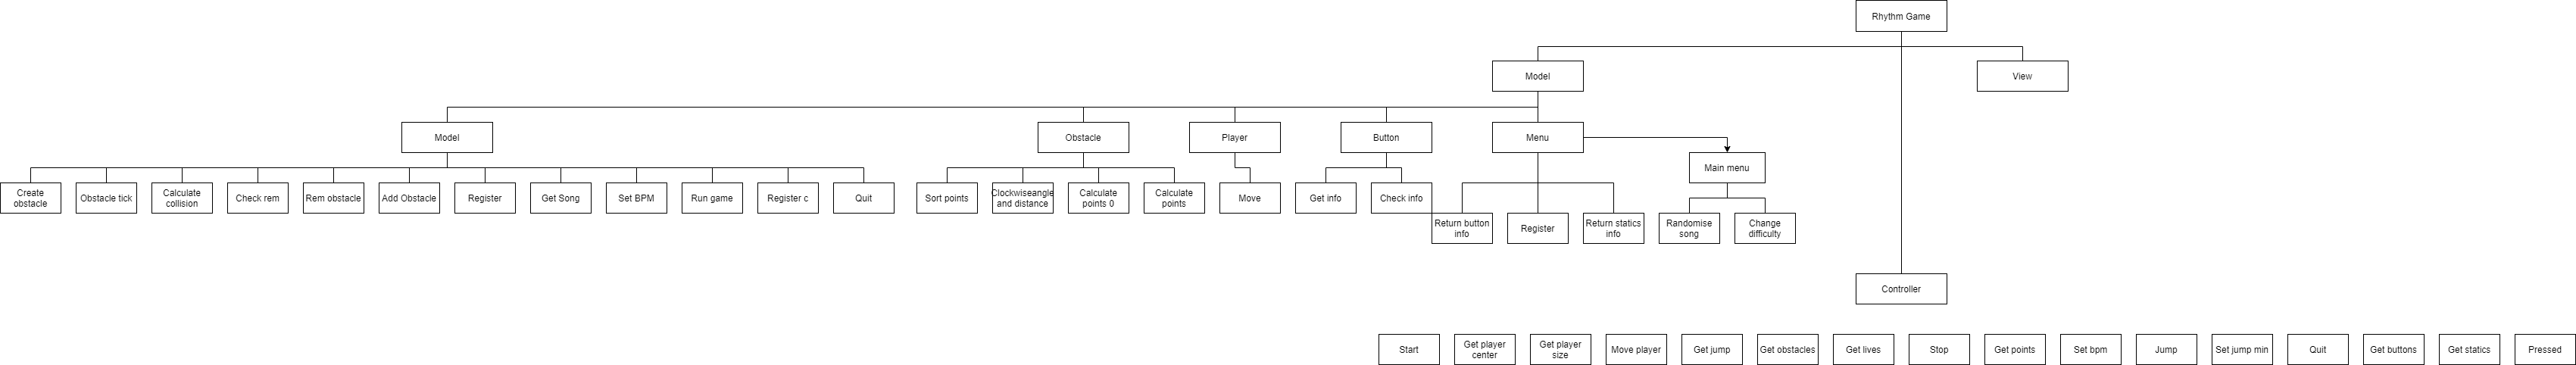 Rhythm Game
Model
View
Model
Obstacle
Player
Button
Menu
Main menu
Create
obstacle
Obstacle tick
Calculate
collision
Check rem
Rem obstacle
Add Obstacle
Register
Get Song
Set BPM
Run game
Register c
Quit
Sort points
Clockwiseangle
and distance
Calculate
points 0
Calculate
points
Move
Get info
Check info
Return button
info
Register
Return statics
info
Randomise
song
Change
difficulty
Controller
Start
Get player
center
Get player
size
Move player
Get jump
Get obstacles
Get lives
Stop
Get points
Set bpm
Jump
Set jump min
Quit
Get buttons
Get statics
Pressed